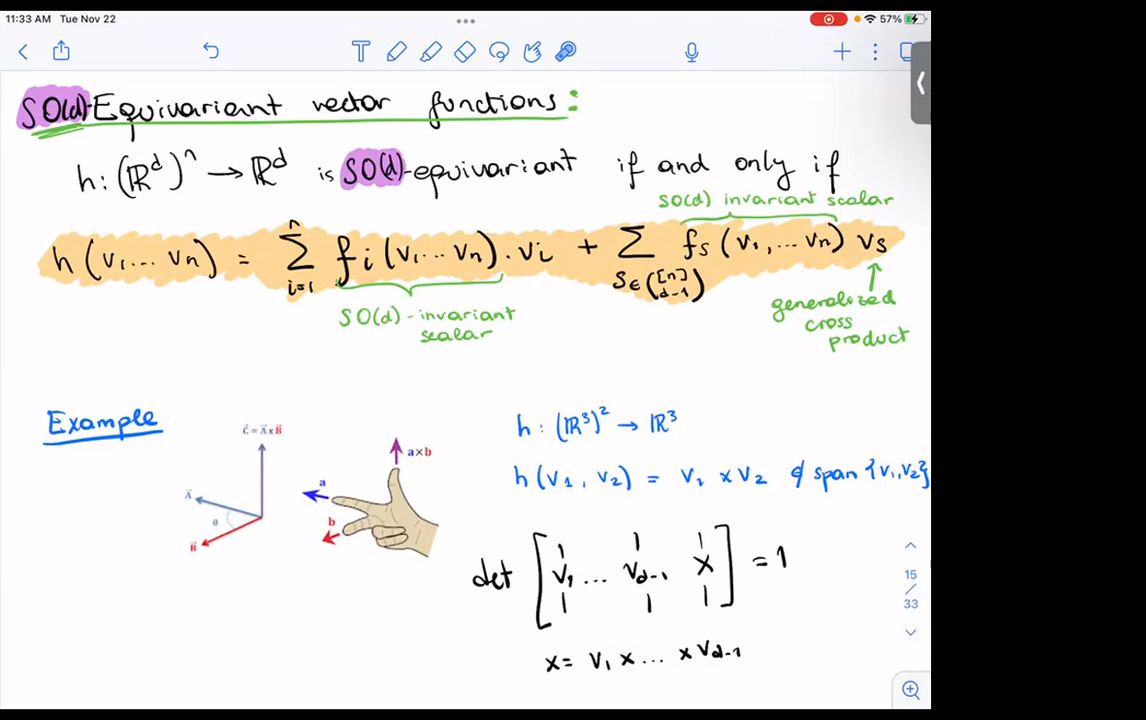 11:33 AM Tue Nov 22
57%
SO(d)-Equivariant vector functions:
h: (ℝᵈ)ⁿ → ℝᵈ is SO(d)-equivariant if and only if
SO(d) invariant scalar
h(v₁... vₙ) = Σᵢ₌₁ⁿ fᵢ(v₁... vₙ) · vᵢ + Σ_{S∈([n] d-1)} f_S(v₁,... vₙ) v_S
SO(d)-invariant scalar
generalized cross product
Example
C⃗ = A⃗xB⃗
A⃗
θ
B⃗
axb
a
b
h: (ℝ³)² → ℝ³
h(v₁, v₂) = v₁ x v₂ ∉ span{v₁,v₂}
det [v₁ ... v_{d-1} x] = 1
x = v₁ x ... x v_{d-1}
15
/
33